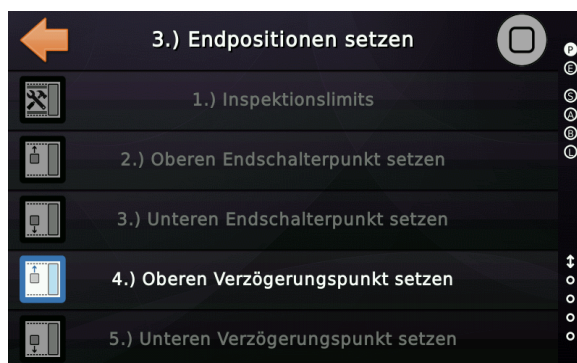 3.) Endpositionen setzen
1.) Inspektionslimits
2.) Oberen Endschalterpunkt setzen
3.) Unteren Endschalterpunkt setzen
4.) Oberen Verzögerungspunkt setzen
5.) Unteren Verzögerungspunkt setzen
P
E
S
A
B
L